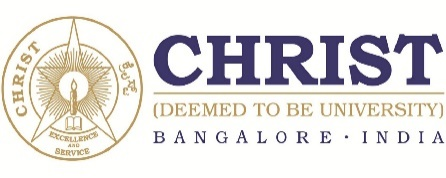 CHRIST
EXCELLENCE
AND
SERVICE
CHRIST
(DEEMED TO BE UNIVERSITY)
BANGALORE · INDIA